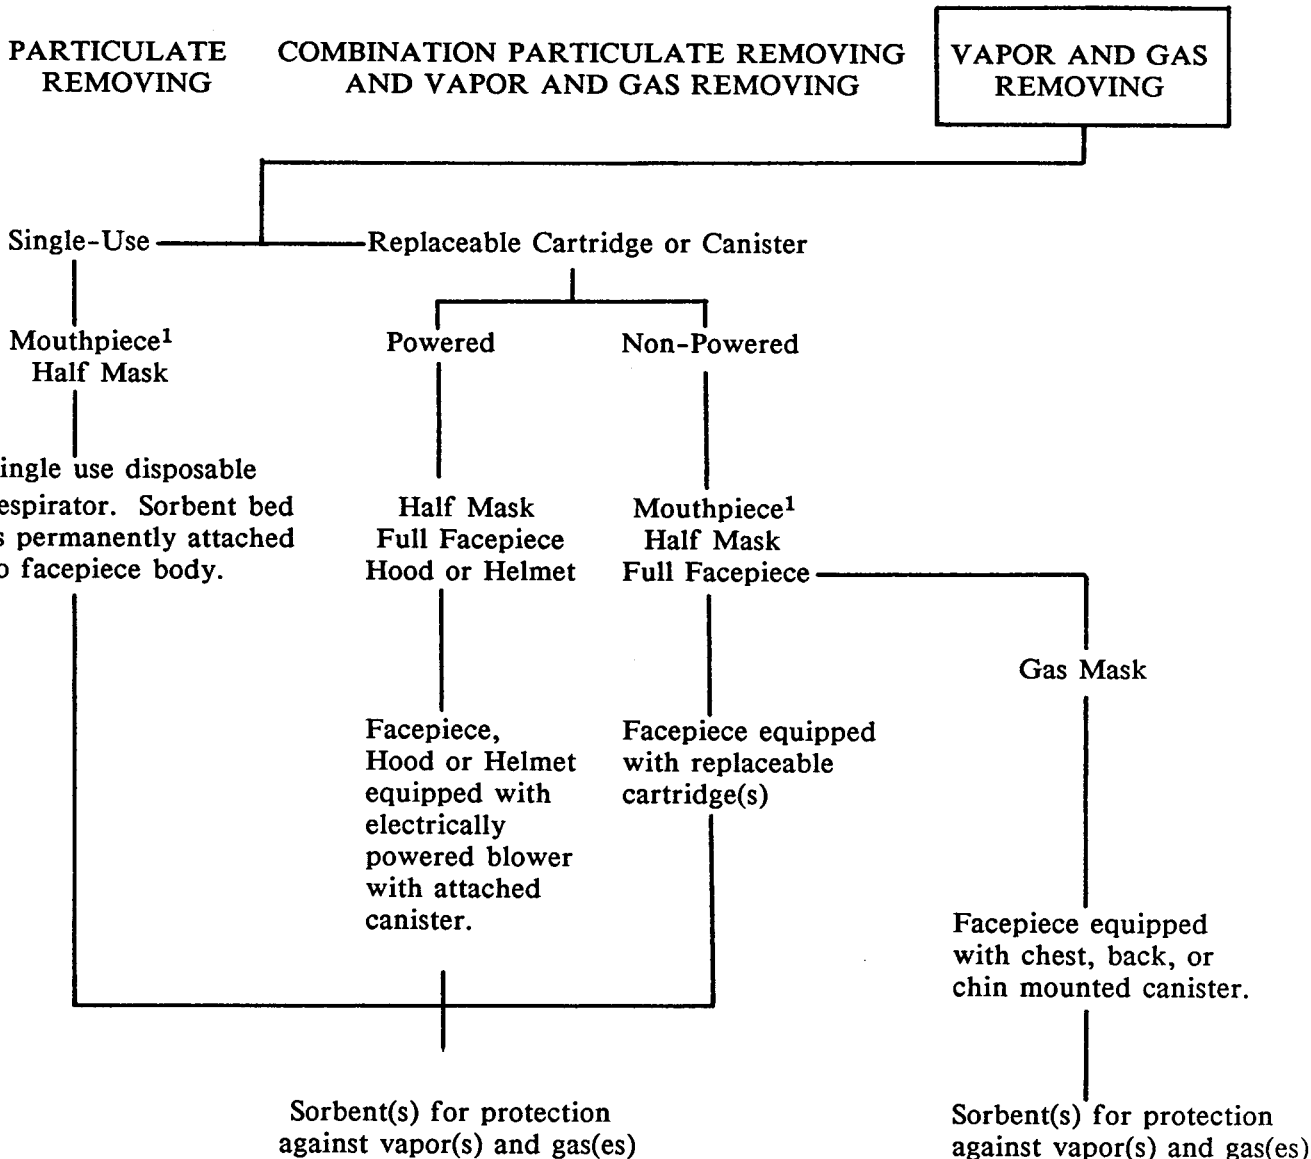 PARTICULATE
REMOVING
COMBINATION PARTICULATE REMOVING
AND VAPOR AND GAS REMOVING
VAPOR AND GAS
REMOVING
Single-Use
Replaceable Cartridge or Canister
Mouthpiece¹
Half Mask
Powered
Non-Powered
ingle use disposable
espirator. Sorbent bed
s permanently attached
o facepiece body.
Half Mask
Full Facepiece
Hood or Helmet
Mouthpiece¹
Half Mask
Full Facepiece
Gas Mask
Facepiece,
Hood or Helmet
equipped with
electrically
powered blower
with attached
canister.
Facepiece equipped
with replaceable
cartridge(s)
Facepiece equipped
with chest, back, or
chin mounted canister.
Sorbent(s) for protection
against vapor(s) and gas(es)
Sorbent(s) for protection
against vapor(s) and gas(es)